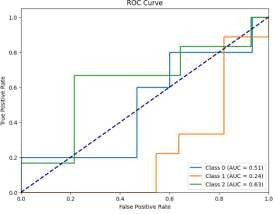 ROC Curve
1.0
0.8
0.6
0.4
0.2
0.0
True Positive Rate
Class 0 (AUC = 0.51)
Class 1 (AUC = 0.24)
Class 2 (AUC = 0.63)
0.0 0.2 0.4 0.6 0.8 1.0
False Positive Rate